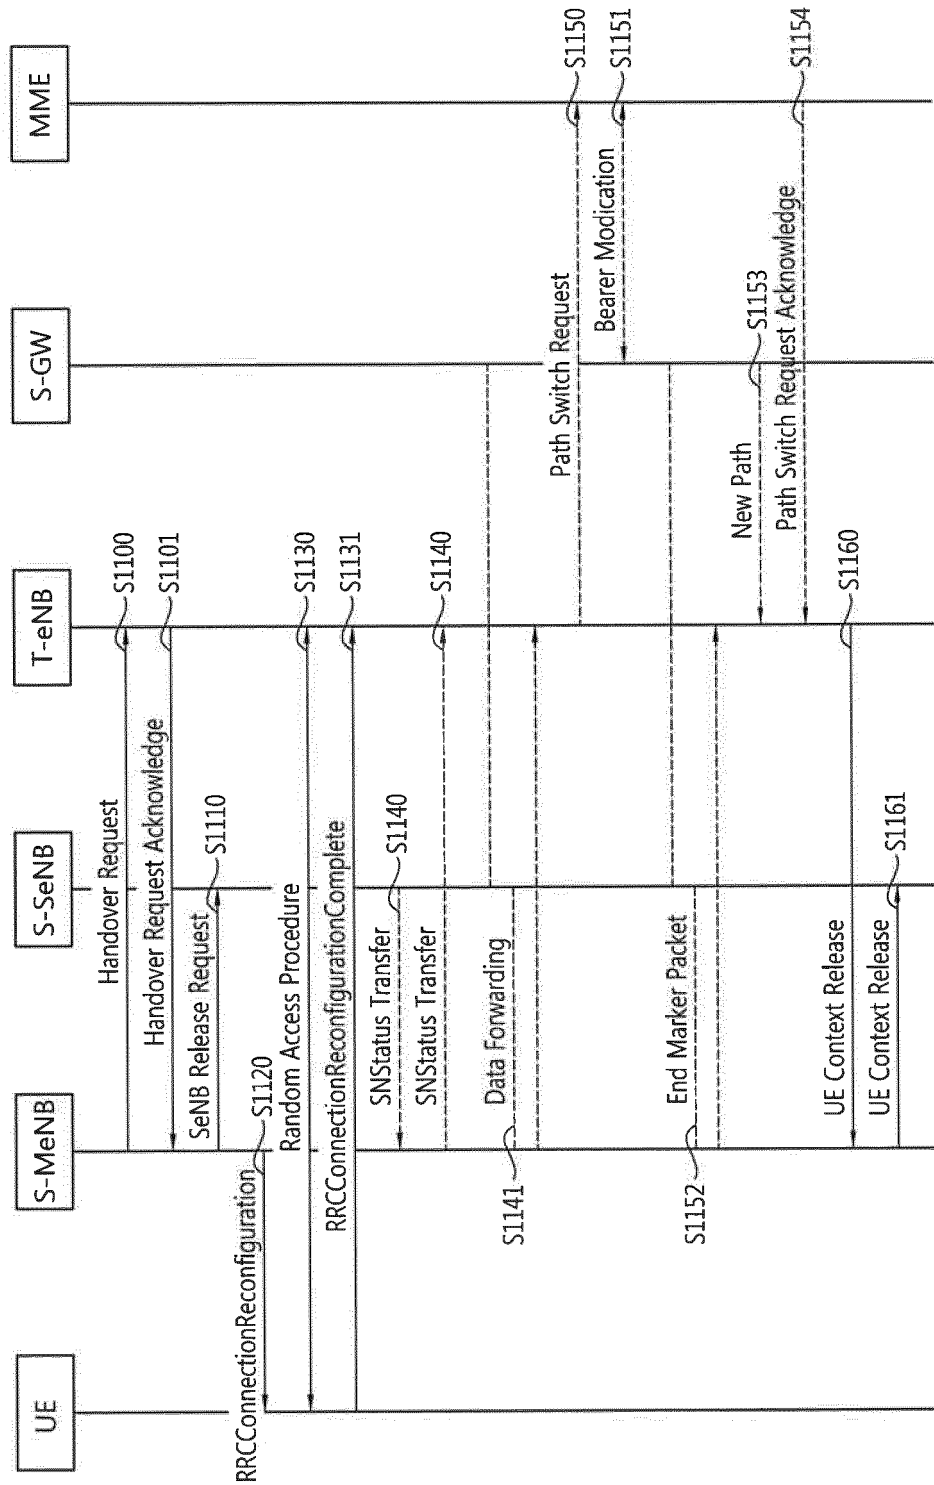 UE
S-MeNB
S-SeNB
T-eNB
S-GW
MME
Handover Request
S1100
Handover Request Acknowledge
S1101
SeNB Release Request
S1110
RRCConnectionReconfiguration
S1120
Random Access Procedure
S1130
RRCConnectionReconfigurationComplete
S1131
SNStatus Transfer
S1140
SNStatus Transfer
S1140
Data Forwarding
S1141
Path Switch Request
S1150
Bearer Modication
S1151
End Marker Packet
S1152
New Path
S1153
Path Switch Request Acknowledge
S1154
UE Context Release
S1160
UE Context Release
S1161